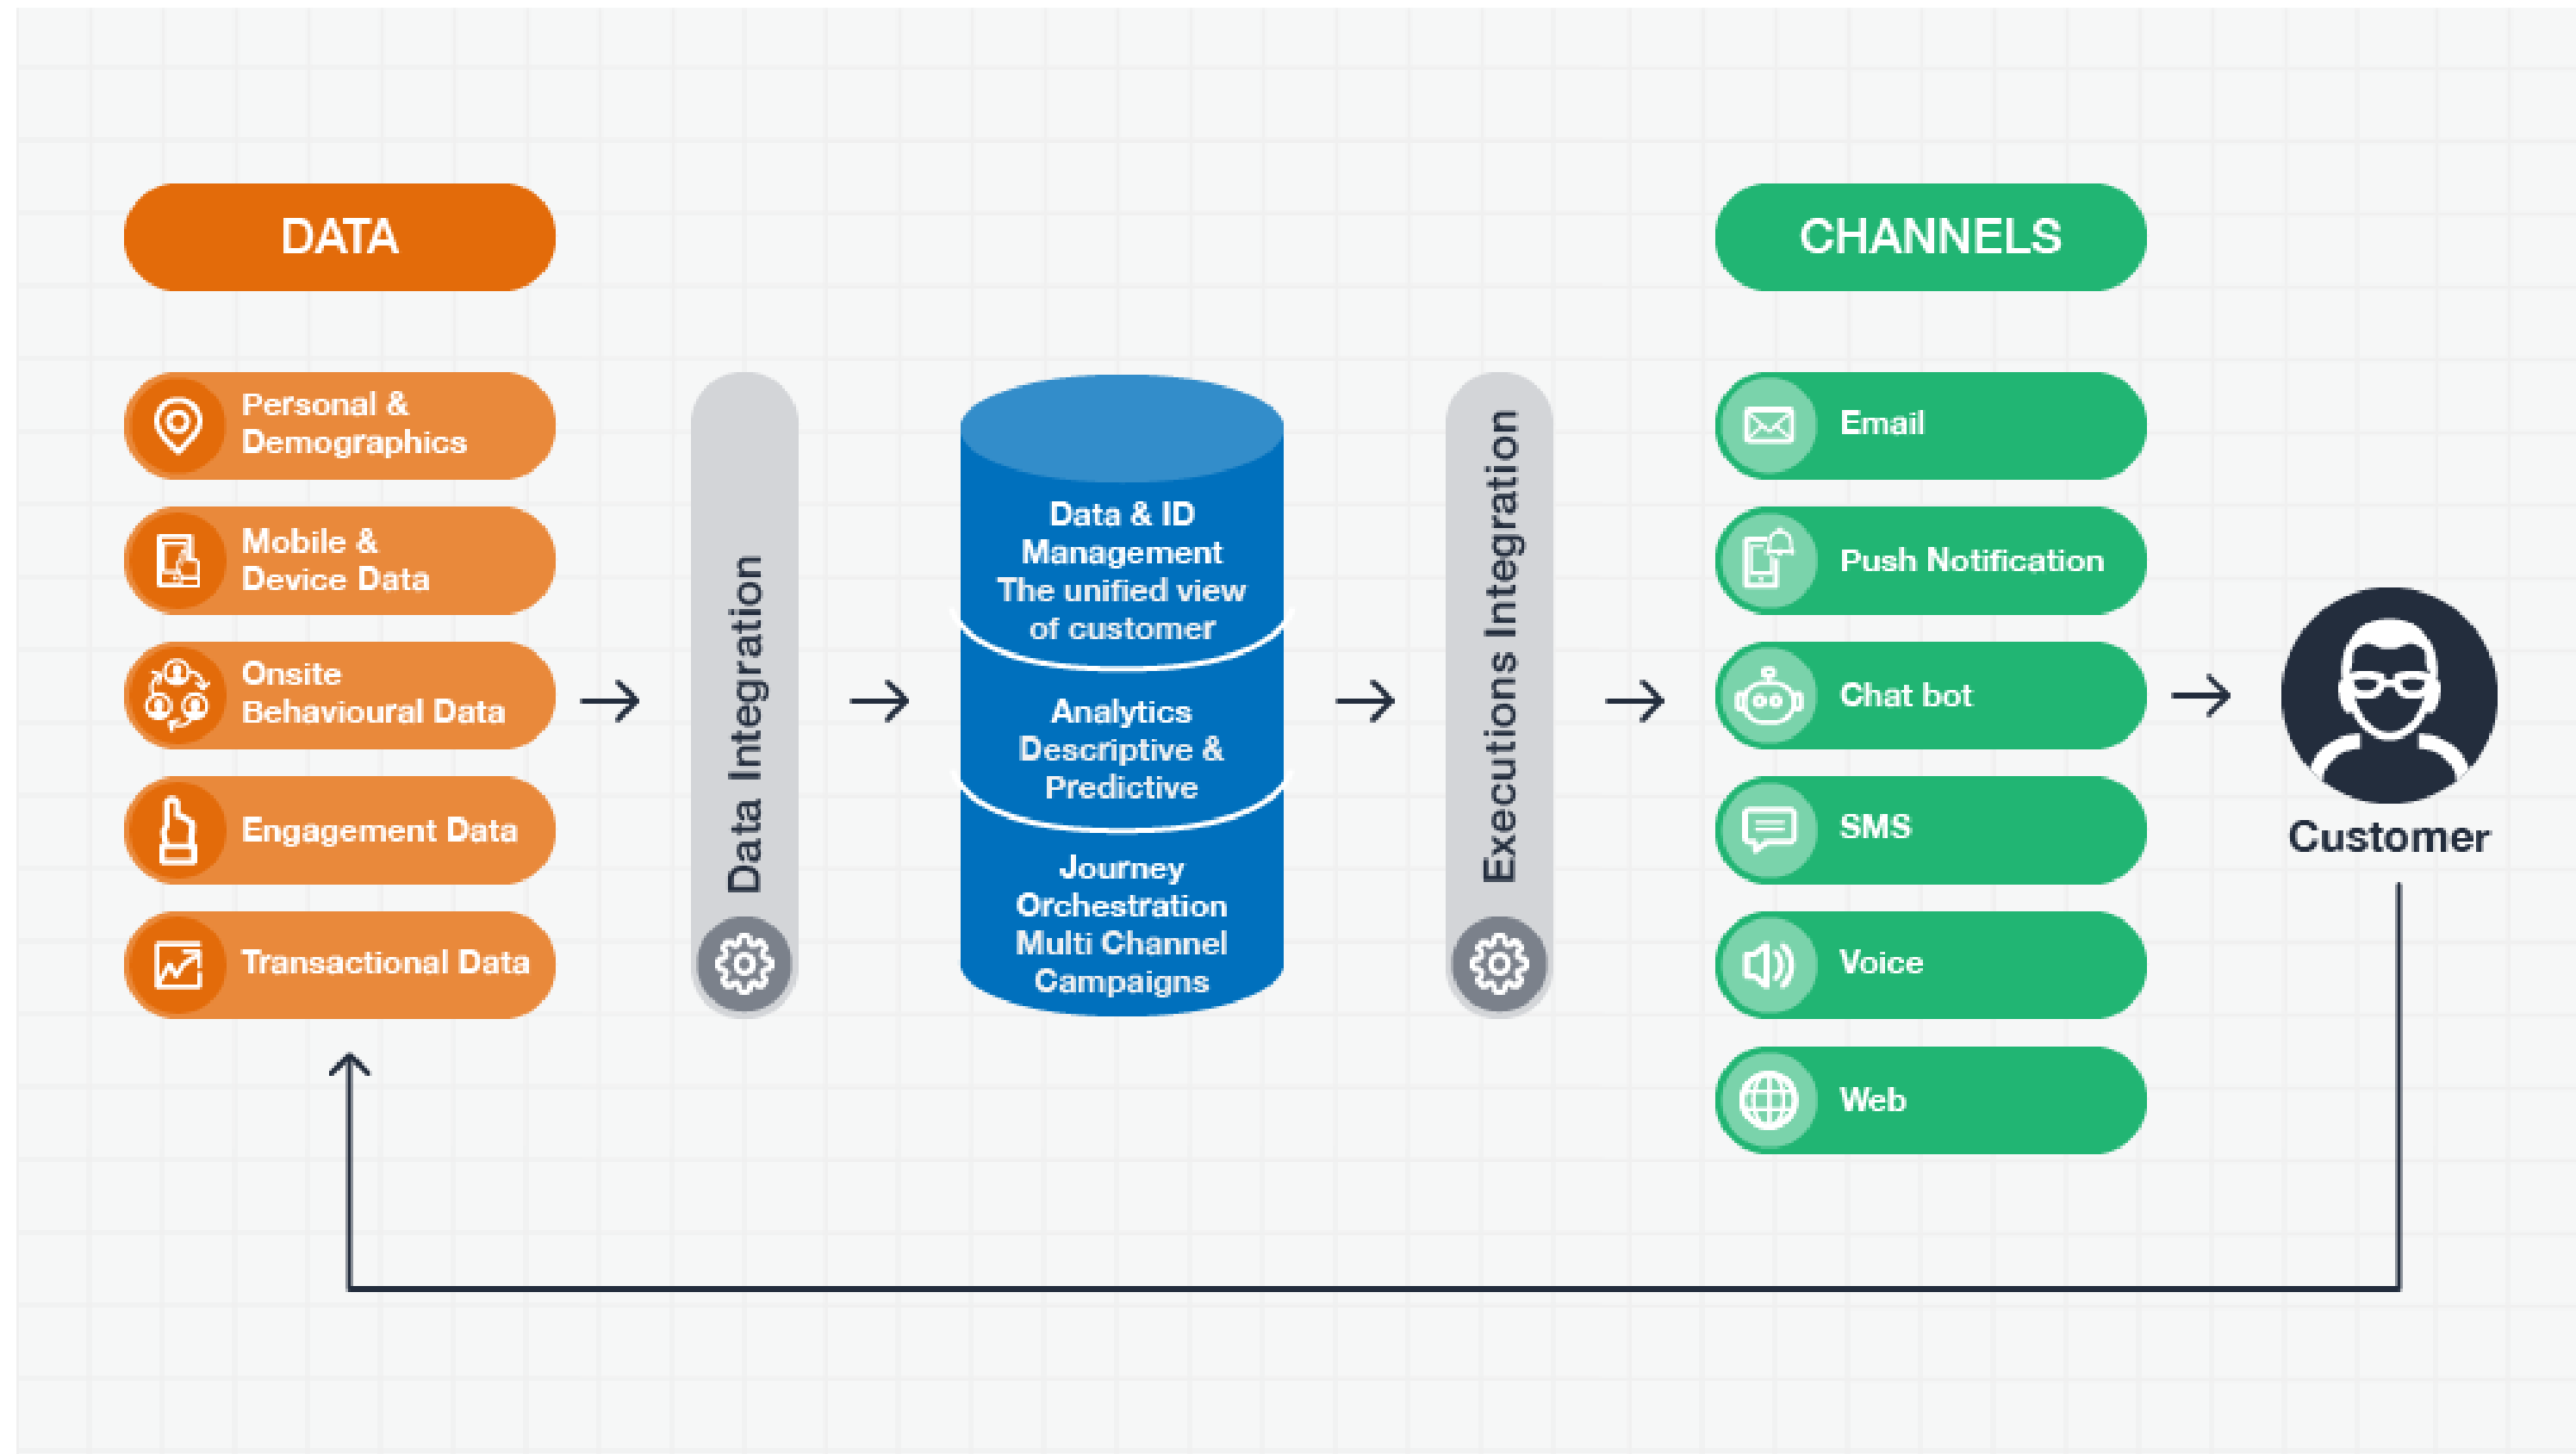 DATA
Personal &
Demographics
Mobile &
Device Data
Onsite
Behavioural Data
Engagement Data
Transactional Data
Data Integration
Data & ID
Management
The unified view
of customer
Analytics
Descriptive &
Predictive
Journey
Orchestration
Multi Channel
Campaigns
Executions Integration
CHANNELS
Email
Push Notification
Chat bot
SMS
Voice
Web
Customer